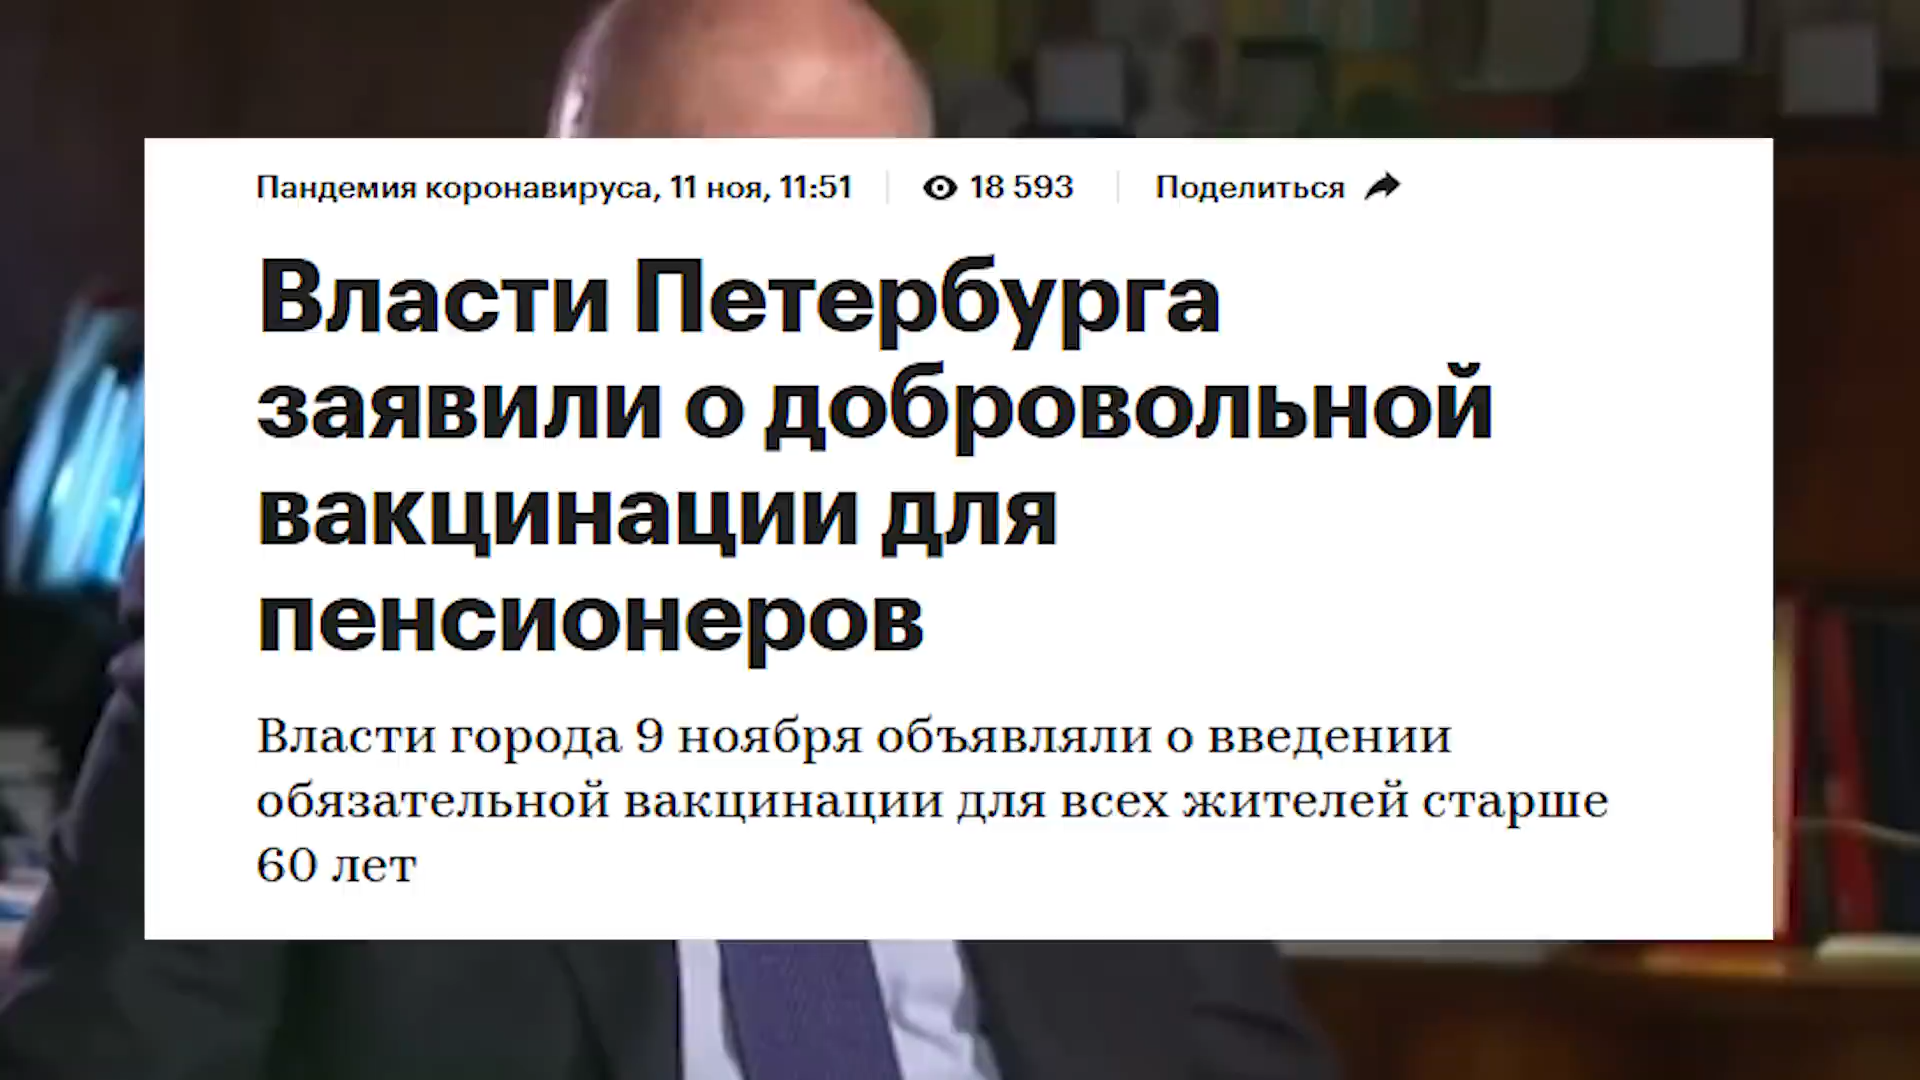 Пандемия коронавируса, 11 ноя, 11:51 18 593 Поделиться
Власти Петербурга
заявили о добровольной
вакцинации для
пенсионеров
Власти города 9 ноября объявляли о введении
обязательной вакцинации для всех жителей старше
60 лет